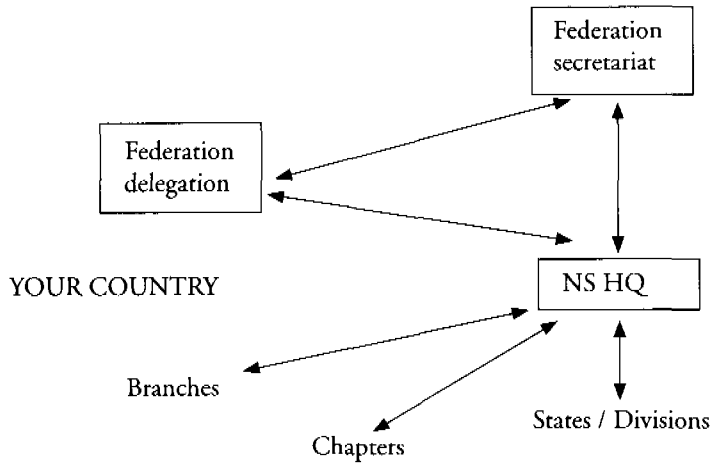 Federation
secretariat
Federation
delegation
YOUR COUNTRY
NS HQ
Branches
States / Divisions
Chapters